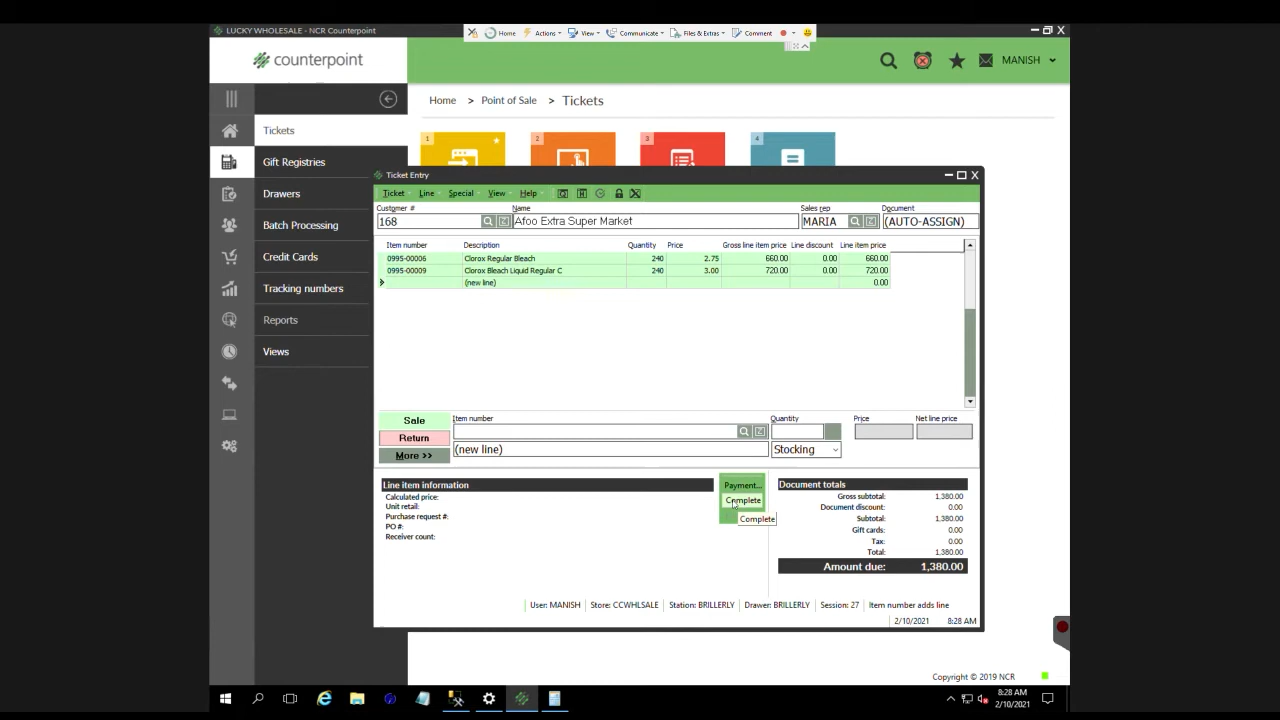 LUCKY WHOLESALE - NCR Counterpoint
Home Actions View Communicate Files & Extras Comment
counterpoint
MANISH
Home > Point of Sale > Tickets
Tickets
Gift Registries
Drawers
Batch Processing
Credit Cards
Tracking numbers
Reports
Views
1 2 3 4
Ticket Entry
Ticket Line Special View Help
Customer # Name Sales rep Document
168 Afoo Extra Super Market MARIA (AUTO-ASSIGN)
Item number Description Quantity Price Gross line item price Line discount Line item price
0995-00006 Clorox Regular Bleach 240 2.75 660.00 0.00 660.00
0995-00009 Clorox Bleach Liquid Regular C 240 3.00 720.00 0.00 720.00
(new line) 0.00
Sale Item number Quantity Price Net line price
Return
More >> (new line) Stocking
Line item information Payment... Document totals
Calculated price: Complete Gross subtotal: 1,380.00
Unit retail: Document discount: 0.00
Purchase request #: Complete Subtotal: 1,380.00
PO #: Gift cards: 0.00
Receiver count: Tax: 0.00
Total: 1,380.00
Amount due: 1,380.00
User: MANISH Store: CCWHLSALE Station: BRILLERLY Drawer: BRILLERLY Session: 27 Item number adds line
2/10/2021 8:28 AM
Copyright © 2019 NCR
8:28 AM
2/10/2021